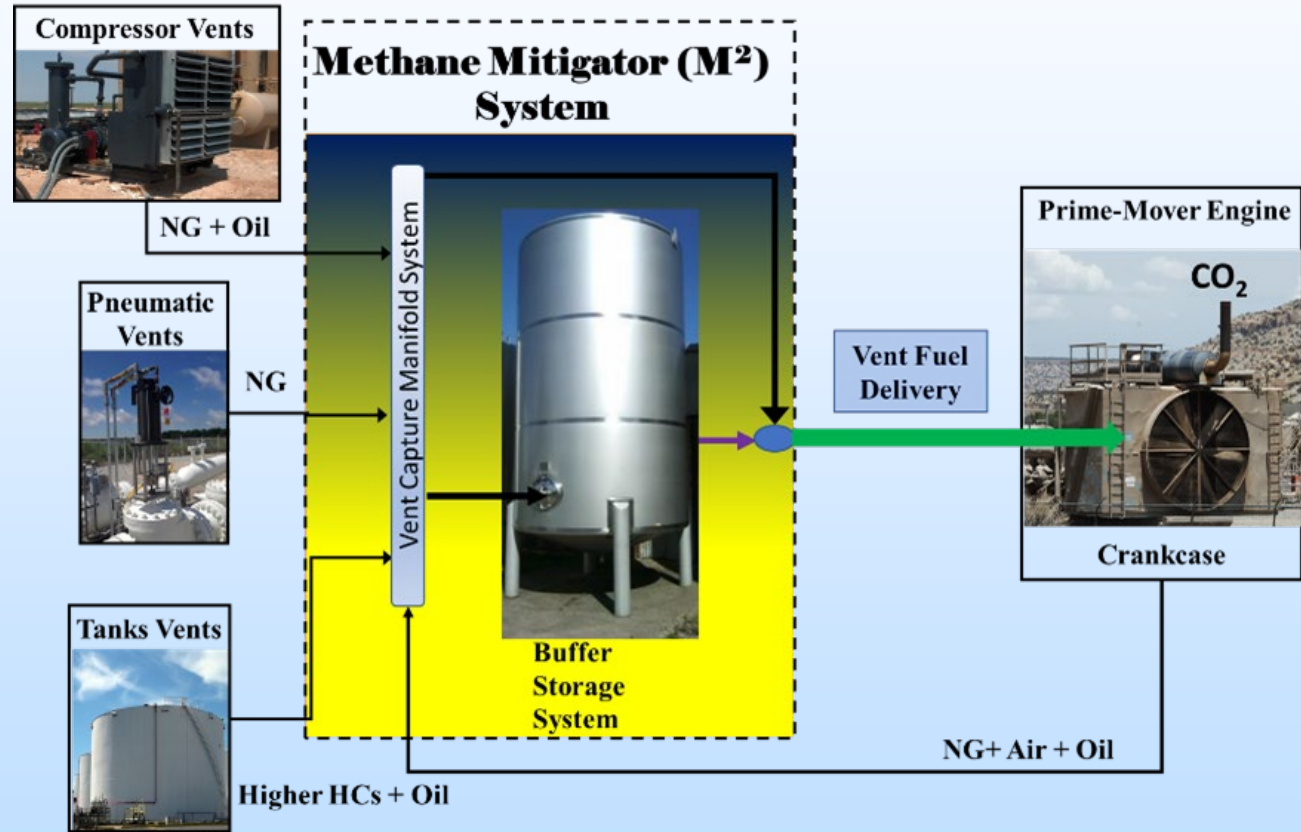 Compressor Vents
Methane Mitigator (M²)
System
NG + Oil
Vent Capture Manifold System
Prime-Mover Engine
CO₂
Pneumatic
Vents
NG
Vent Fuel
Delivery
Crankcase
Tanks Vents
Buffer
Storage
System
NG+ Air + Oil
Higher HCs + Oil